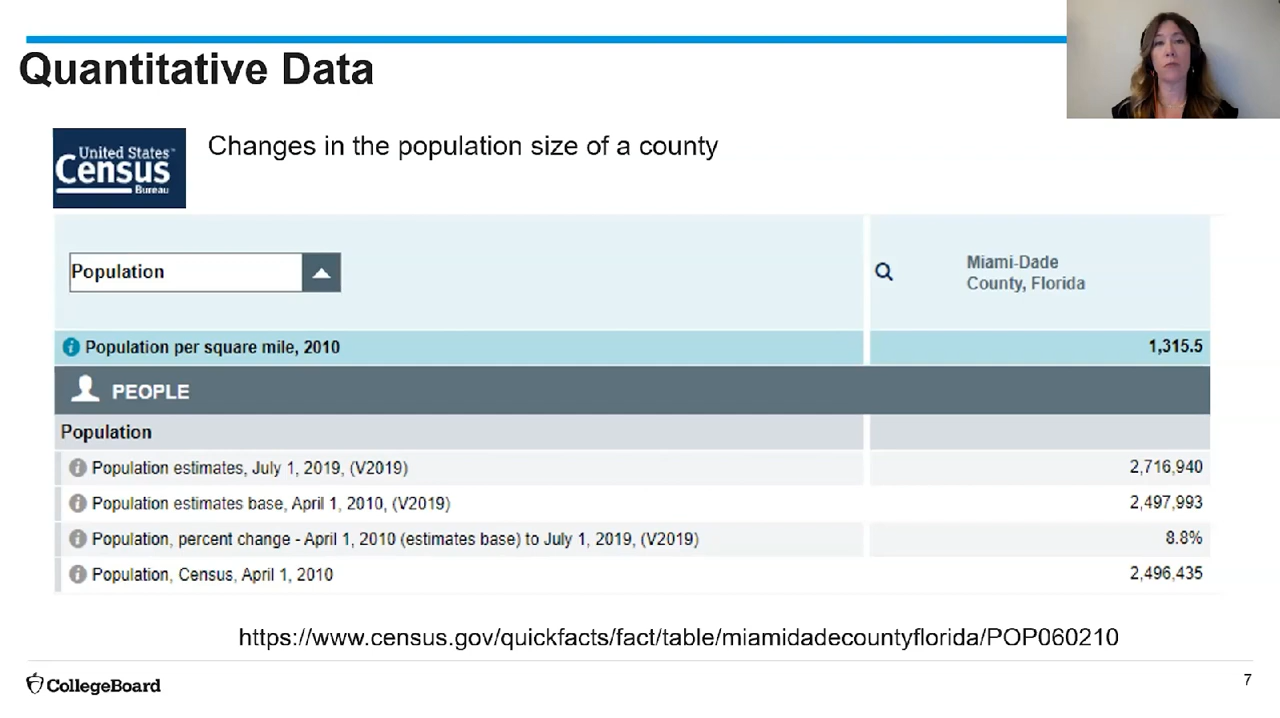 Quantitative Data
United States™
Census
Bureau
Changes in the population size of a county
Population
Miami-Dade
County, Florida
Population per square mile, 2010 1,315.5
PEOPLE
Population
Population estimates, July 1, 2019, (V2019) 2,716,940
Population estimates base, April 1, 2010, (V2019) 2,497,993
Population, percent change - April 1, 2010 (estimates base) to July 1, 2019, (V2019) 8.8%
Population, Census, April 1, 2010 2,496,435
https://www.census.gov/quickfacts/fact/table/miamidadecountyflorida/POP060210
CollegeBoard
7